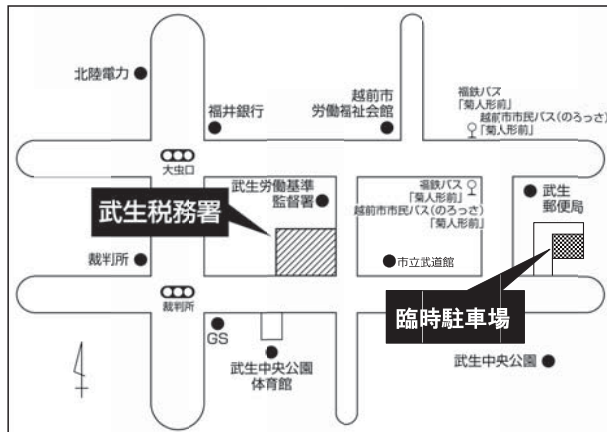 北陸電力
福井銀行
越前市
労働福祉会館
福鉄バス
「菊人形前」
越前市市民バス(のろっさ)
「菊人形前」
大虫口
武生労働基準
監督署
武生税務署
福鉄バス
「菊人形前」
越前市市民バス(のろっさ)
「菊人形前」
武生
郵便局
裁判所
市立武道館
裁判所
臨時駐車場
GS
武生中央公園
体育館
武生中央公園